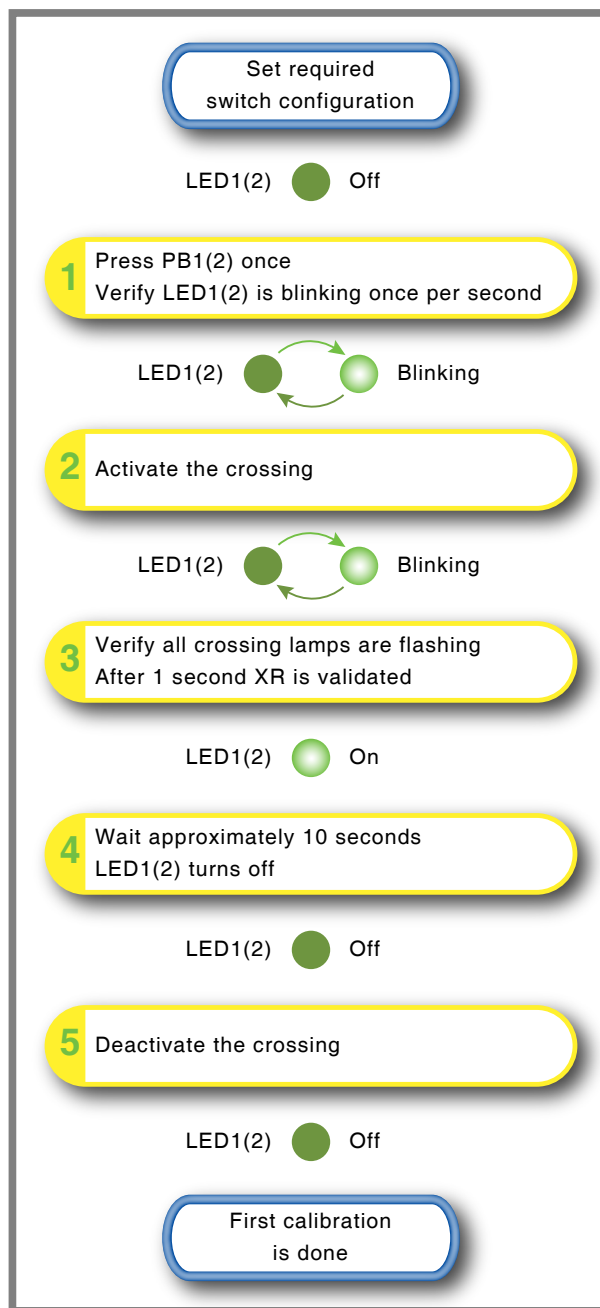 Set required
switch configuration
LED1(2) Off
1 Press PB1(2) once
Verify LED1(2) is blinking once per second
LED1(2) Blinking
2 Activate the crossing
LED1(2) Blinking
3 Verify all crossing lamps are flashing
After 1 second XR is validated
LED1(2) On
4 Wait approximately 10 seconds
LED1(2) turns off
LED1(2) Off
5 Deactivate the crossing
LED1(2) Off
First calibration
is done